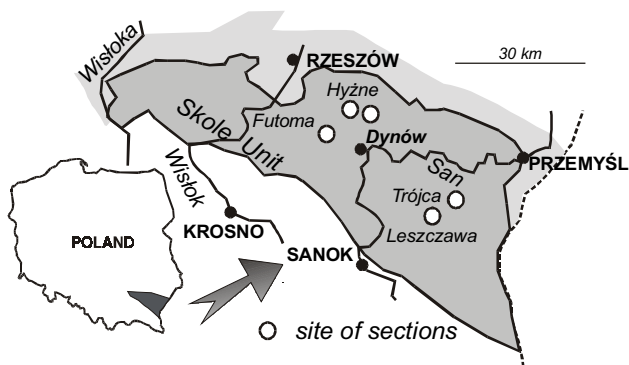 Wisłoka
RZESZÓW
30 km
Hyżne
Futoma
Skole Unit
Dynów
San
PRZEMYŚL
Wisłok
Trójca
Leszczawa
KROSNO
POLAND
SANOK
site of sections